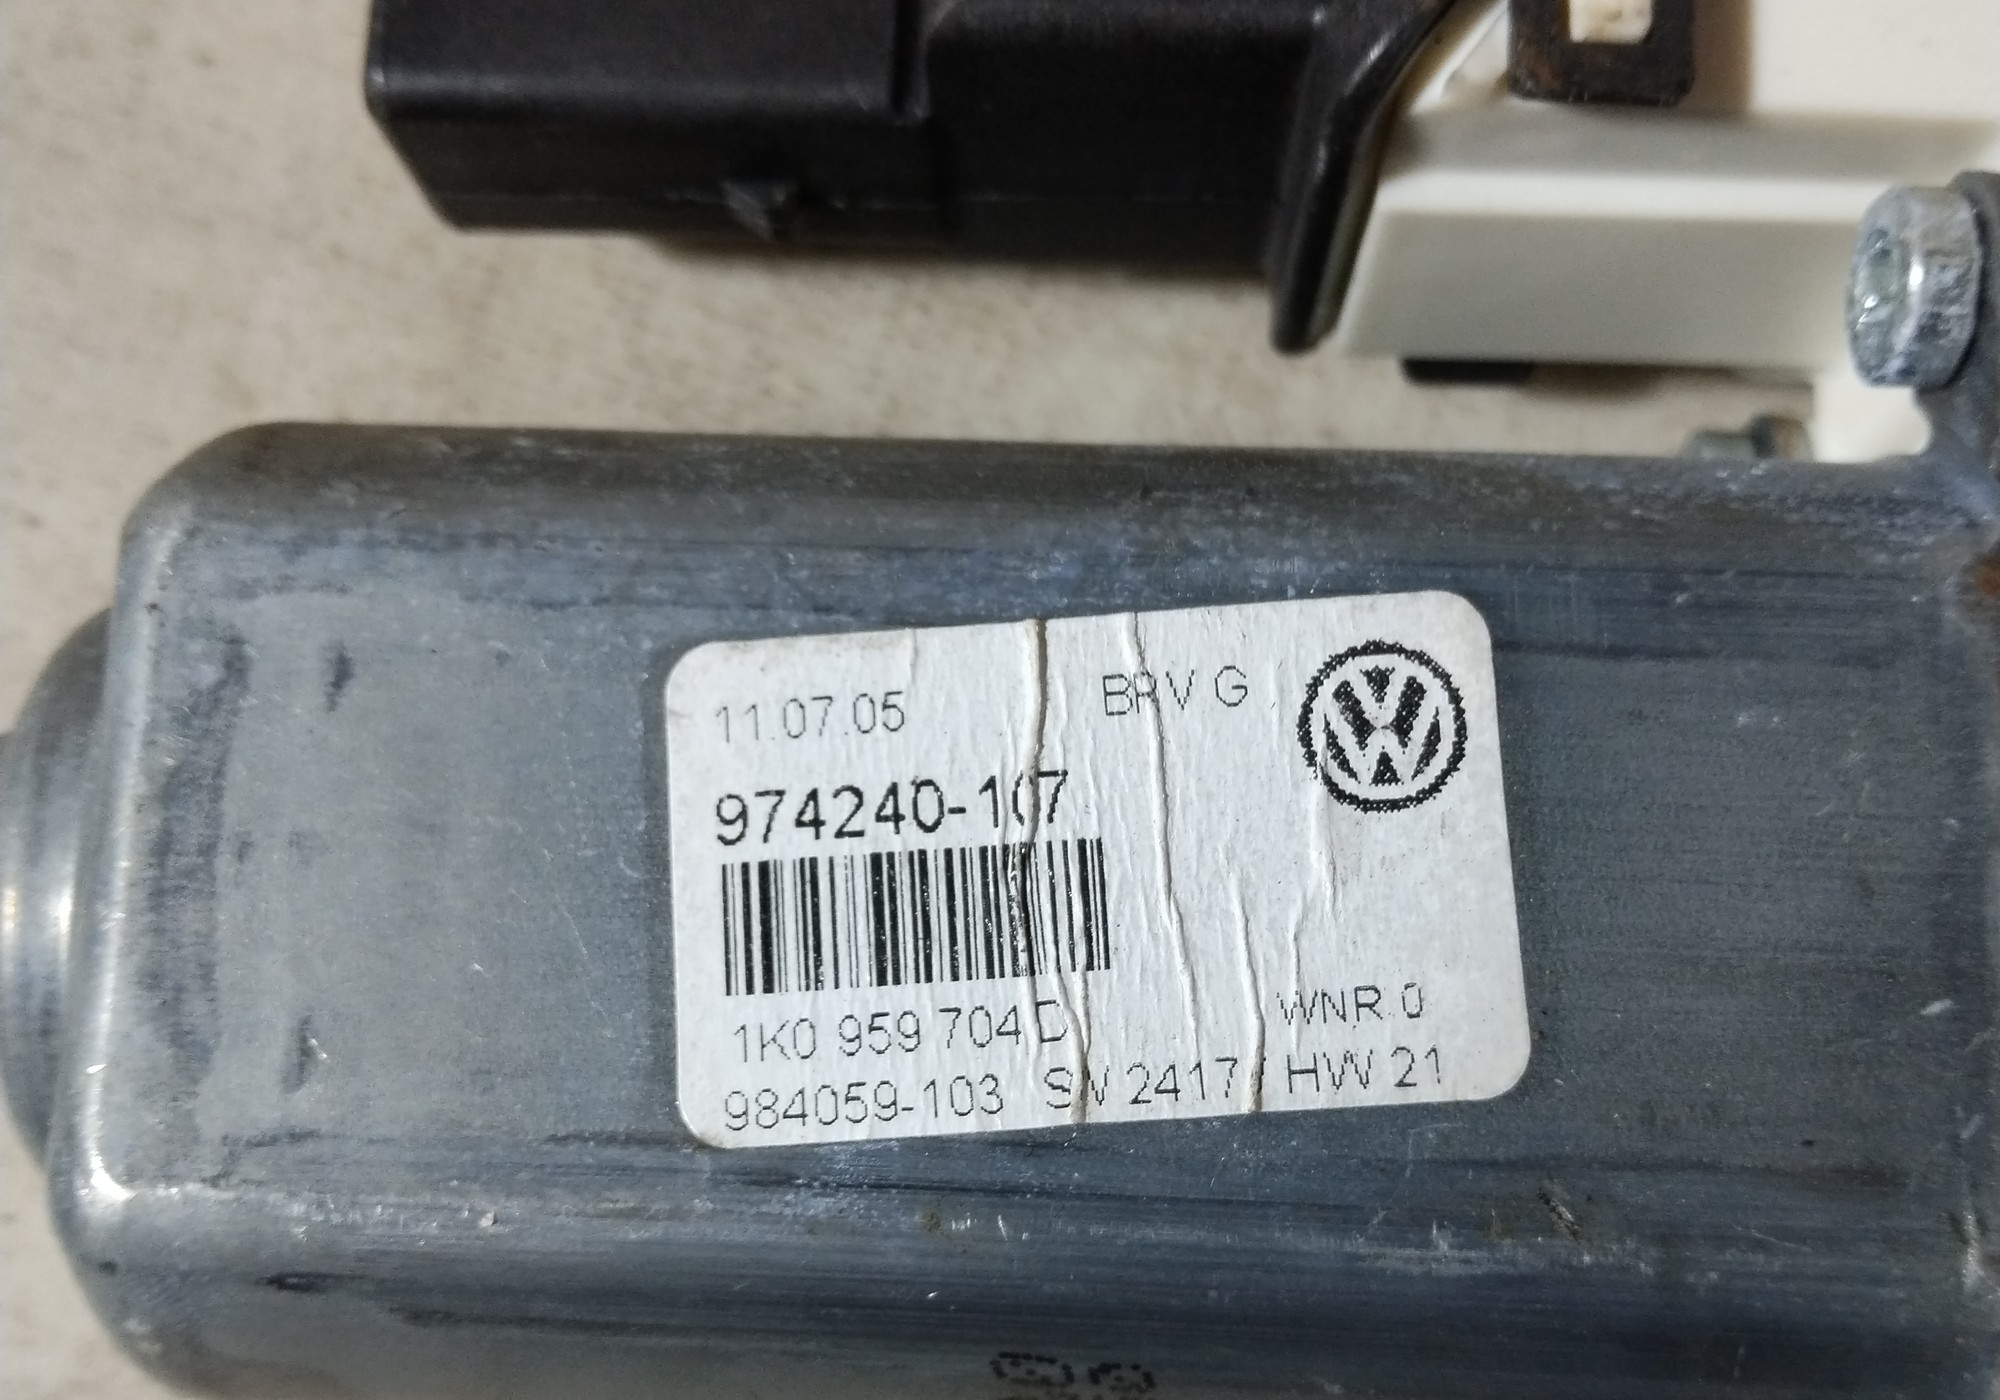 11.07.05 BRV G
974240-107
1K0 959 704 D WNR.0
984059-103 SW 2417 / HW 21